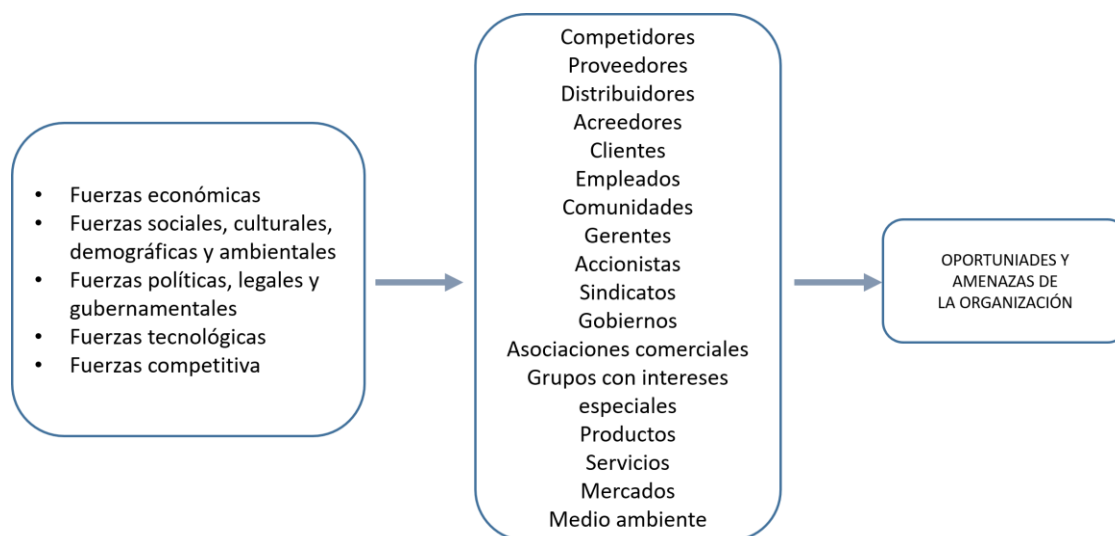 • Fuerzas económicas
• Fuerzas sociales, culturales,
demográficas y ambientales
• Fuerzas políticas, legales y
gubernamentales
• Fuerzas tecnológicas
• Fuerzas competitiva
Competidores
Proveedores
Distribuidores
Acreedores
Clientes
Empleados
Comunidades
Gerentes
Accionistas
Sindicatos
Gobiernos
Asociaciones comerciales
Grupos con intereses
especiales
Productos
Servicios
Mercados
Medio ambiente
OPORTUNIADES Y
AMENAZAS DE
LA ORGANIZACIÓN